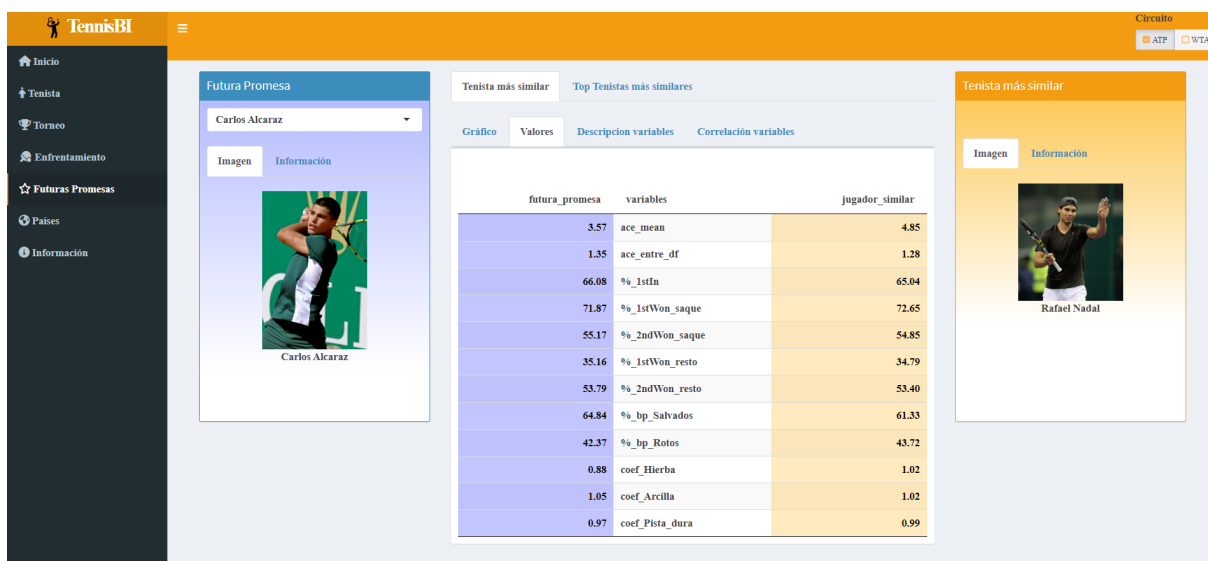 TennisBI
Circuito
ATP WTA
Inicio
Tenista
Torneo
Enfrentamiento
Futuras Promesas
Paises
Información
Futura Promesa
Carlos Alcaraz
Imagen Información
Carlos Alcaraz
Tenista más similar Top Tenistas más similares
Gráfico Valores Descripcion variables Correlación variables
futura_promesa variables jugador_similar
3.57 ace_mean 4.85
1.35 ace_entre_df 1.28
66.08 %_1stIn 65.04
71.87 %_1stWon_saque 72.65
55.17 %_2ndWon_saque 54.85
35.16 %_1stWon_resto 34.79
53.79 %_2ndWon_resto 53.40
64.84 %_bp_Salvados 61.33
42.37 %_bp_Rotos 43.72
0.88 coef_Hierba 1.02
1.05 coef_Arcilla 1.02
0.97 coef_Pista_dura 0.99
Tenista más similar
Imagen Información
Rafael Nadal